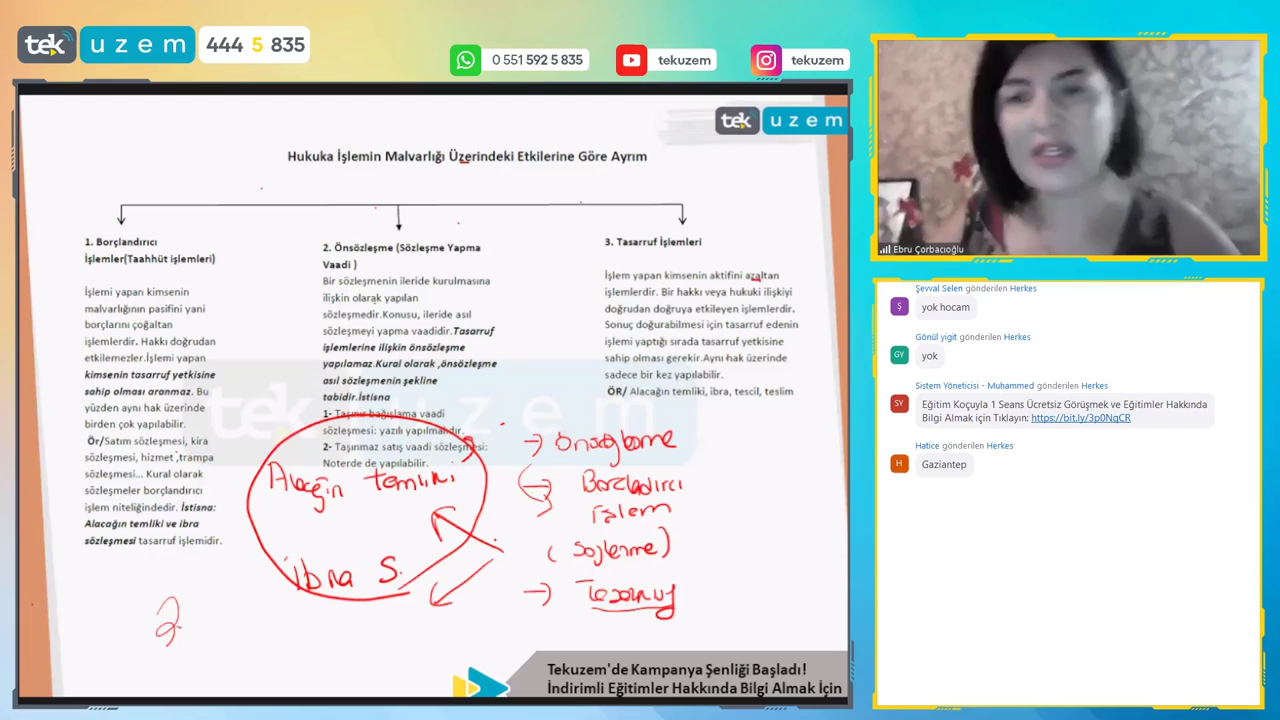 tek uzem 444 5 835
0 551 592 5 835
tekuzem
tekuzem
tek uzem
Hukuka İşlemin Malvarlığı Üzerindeki Etkilerine Göre Ayrım
1. Borçlandırıcı
İşlemler(Taahhüt işlemleri)
İşlemi yapan kimsenin
malvarlığının pasifini yani
borçlarını çoğaltan
işlemlerdir. Hakkı doğrudan
etkilemezler.İşlemi yapan
kimsenin tasarruf yetkisine
sahip olması aranmaz. Bu
yüzden aynı hak üzerinde
birden çok yapılabilir.
Ör/Satım sözleşmesi, kira
sözleşmesi, hizmet ,trampa
sözleşmesi... Kural olarak
sözleşmeler borçlandırıcı
işlem niteliğindedir. İstisna:
Alacağın temliki ve ibra
sözleşmesi tasarruf işlemidir.
2. Önsözleşme (Sözleşme Yapma
Vaadi )
Bir sözleşmenin ileride kurulmasına
ilişkin olarak yapılan
sözleşmedir.Konusu, ileride asıl
sözleşmeyi yapma vaadidir.Tasarruf
işlemlerine ilişkin önsözleşme
yapılamaz.Kural olarak ,önsözleşme
asıl sözleşmenin şekline
tabidir.İstisna
1- Taşınır bağışlama vaadi
sözleşmesi: yazılı yapılmalıdır.
2- Taşınmaz satış vaadi sözleşmesi:
Noterde de yapılabilir.
3. Tasarruf İşlemleri
İşlem yapan kimsenin aktifini azaltan
işlemlerdir. Bir hakkı veya hukuki ilişkiyi
doğrudan doğruya etkileyen işlemlerdir.
Sonuç doğurabilmesi için tasarruf edenin
işlemi yaptığı sırada tasarruf yetkisine
sahip olması gerekir.Aynı hak üzerinde
sadece bir kez yapılabilir.
ÖR/ Alacağın temliki, ibra, tescil, teslim
tek uzem
Alacağın temliki
İbra S.
→ Önsözleşme
→ Borçlandırıcı
işlem
(sözleşme)
→ Tasarruf
2
Tekuzem'de Kampanya Şenliği Başladı!
İndirimli Eğitimler Hakkında Bilgi Almak İçin
Ebru Çorbacıoğlu
Şevval Selen gönderilen Herkes
Ş
yok hocam
Gönül yigit gönderilen Herkes
GY
yok
Sistem Yöneticisi - Muhammed gönderilen Herkes
SY
Eğitim Koçuyla 1 Seans Ücretsiz Görüşmek ve Eğitimler Hakkında
Bilgi Almak için Tıklayın: https://bit.ly/3p0NqCR
Hatice gönderilen Herkes
H
Gaziantep